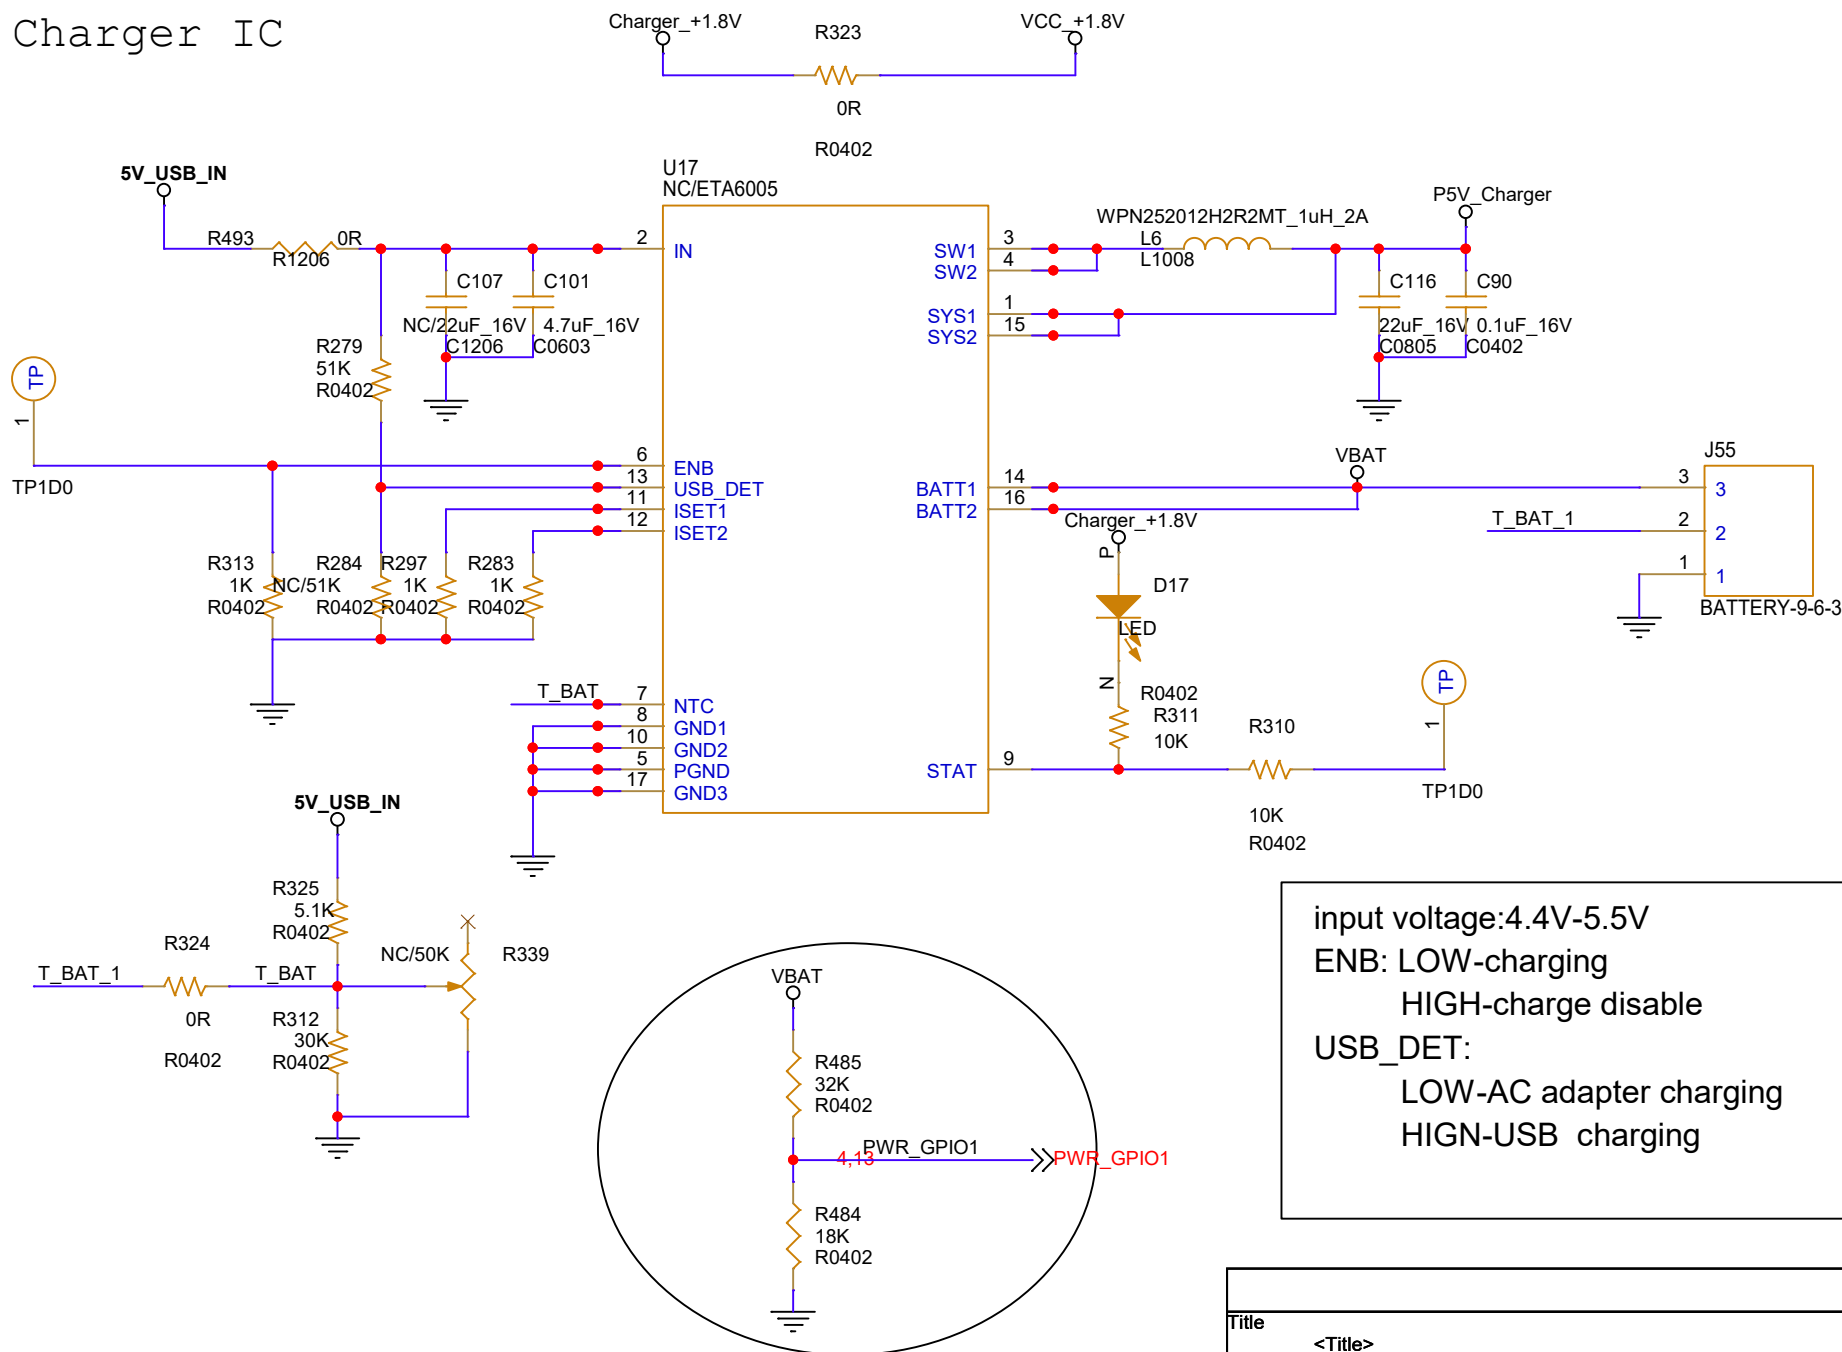 Charger IC
Charger_+1.8V
R323
VCC_+1.8V
0R
R0402
5V_USB_IN
U17
NC/ETA6005
P5V_Charger
WPN252012H2R2MT_1uH_2A
R493
0R
R1206
2
IN
SW1
3
L6
SW2
4
L1008
C107
C101
C116
C90
SYS1
1
NC/22uF_16V
4.7uF_16V
22uF_16V
0.1uF_16V
SYS2
15
C1206
C0603
C0805
C0402
R279
51K
R0402
TP
1
TP1D0
6
ENB
13
USB_DET
11
ISET1
12
ISET2
BATT1
14
BATT2
16
VBAT
J55
3
3
T_BAT_1
2
2
1
1
BATTERY-9-6-3
Charger_+1.8V
P
D17
LED
N
R313
1K
R0402
R284
NC/51K
R0402
R297
1K
R0402
R283
1K
R0402
T_BAT
7
NTC
8
GND1
10
GND2
5
PGND
17
GND3
R0402
R311
10K
STAT
9
R310
10K
R0402
TP
1
TP1D0
5V_USB_IN
R325
5.1K
R0402
R324
T_BAT_1
T_BAT
0R
R0402
NC/50K
R339
R312
30K
R0402
VBAT
R485
32K
R0402
4,13
PWR_GPIO1
PWR_GPIO1
R484
18K
R0402
input voltage:4.4V-5.5V
ENB: LOW-charging
HIGH-charge disable
USB_DET:
LOW-AC adapter charging
HIGN-USB charging
Title
<Title>